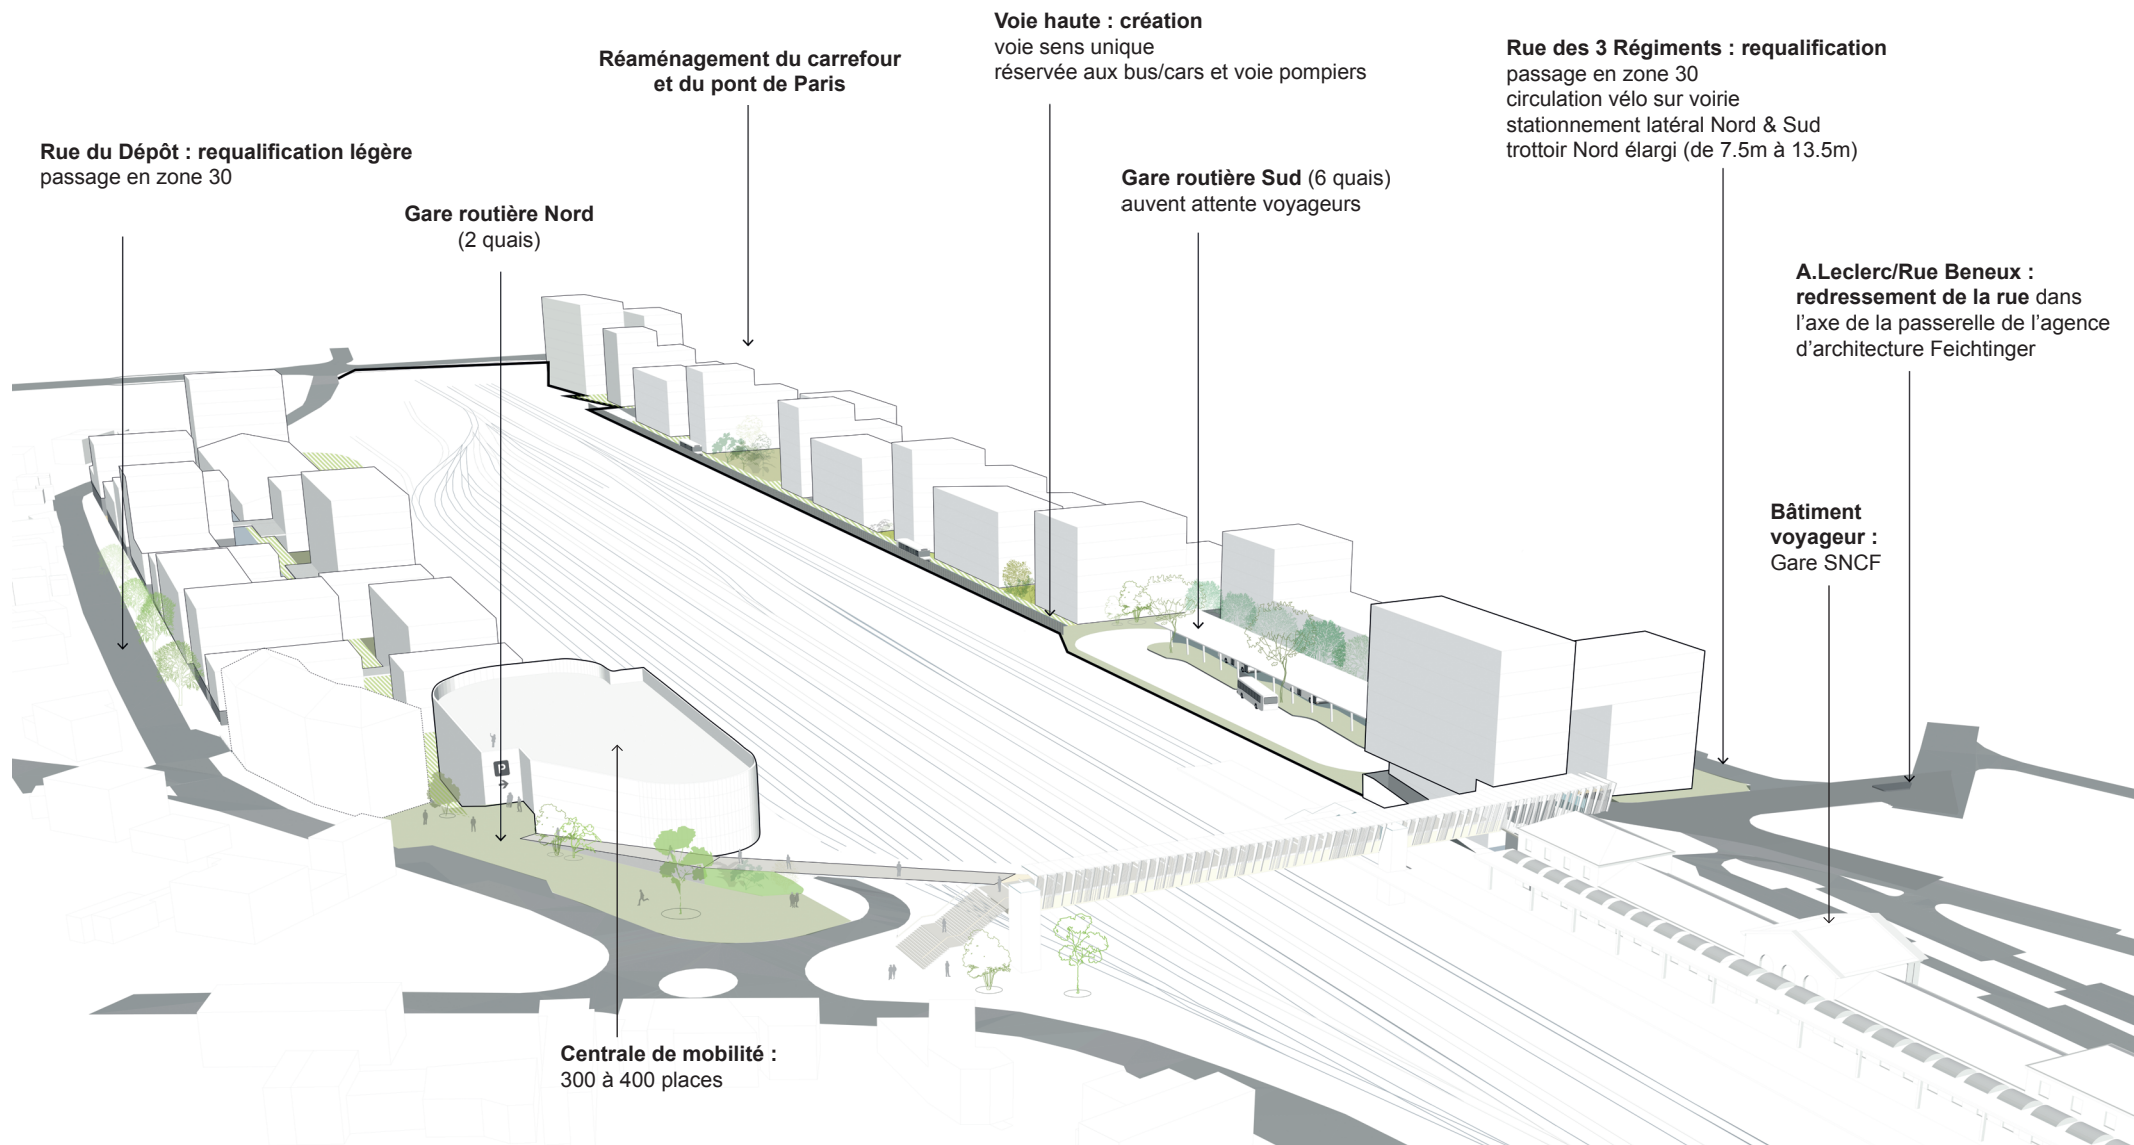 Voie haute : création
voie sens unique
réservée aux bus/cars et voie pompiers
Réaménagement du carrefour
et du pont de Paris
Rue des 3 Régiments : requalification
passage en zone 30
circulation vélo sur voirie
stationnement latéral Nord & Sud
trottoir Nord élargi (de 7.5m à 13.5m)
Rue du Dépôt : requalification légère
passage en zone 30
Gare routière Sud (6 quais)
auvent attente voyageurs
Gare routière Nord
(2 quais)
A.Leclerc/Rue Beneux :
redressement de la rue dans
l’axe de la passerelle de l’agence
d’architecture Feichtinger
Bâtiment
voyageur :
Gare SNCF
P
Centrale de mobilité :
300 à 400 places